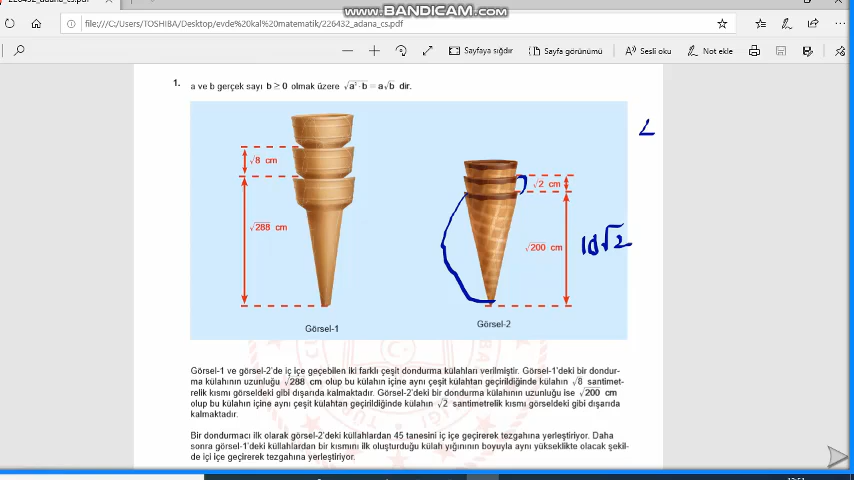 226432_adana_cs.pdf
www.BANDICAM.com
file:///C:/Users/TOSHIBA/Desktop/evde%20kal%20matematik/226432_adana_cs.pdf
Sayfaya sığdır
Sayfa görünümü
Sesli oku
Not ekle
1. a ve b gerçek sayı b ≥ 0 olmak üzere √a²·b = a√b dir.
√8 cm
√2 cm
√288 cm
√200 cm
10√2
Görsel-1
Görsel-2
Görsel-1 ve görsel-2'de iç içe geçebilen iki farklı çeşit dondurma külahları verilmiştir. Görsel-1'deki bir dondur-
ma külahının uzunluğu √288 cm olup bu külahın içine aynı çeşit külahtan geçirildiğinde külahın √8 santimet-
relik kısmı görseldeki gibi dışarıda kalmaktadır. Görsel-2'deki bir dondurma külahının uzunluğu ise √200 cm
olup bu külahın içine aynı çeşit külahtan geçirildiğinde külahın √2 santimetrelik kısmı görseldeki gibi dışarıda
kalmaktadır.
Bir dondurmacı ilk olarak görsel-2'deki küllahlardan 45 tanesini iç içe geçirerek tezgahına yerleştiriyor. Daha
sonra görsel-1'deki küllahlardan bir kısmını ilk oluşturduğu külah yığınının boyuyla aynı yükseklikte olacak şekil-
de içi içe geçirerek tezgahına yerleştiriyor.